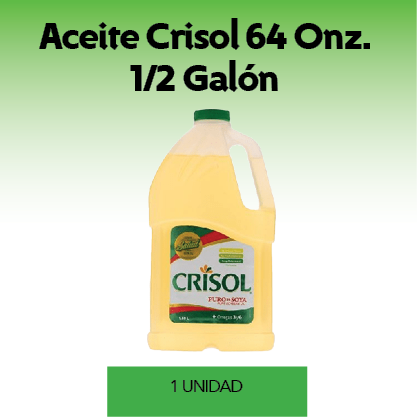 Aceite Crisol 64 Onz.
1/2 Galón
CRISOL
PURO DE SOYA
1 UNIDAD